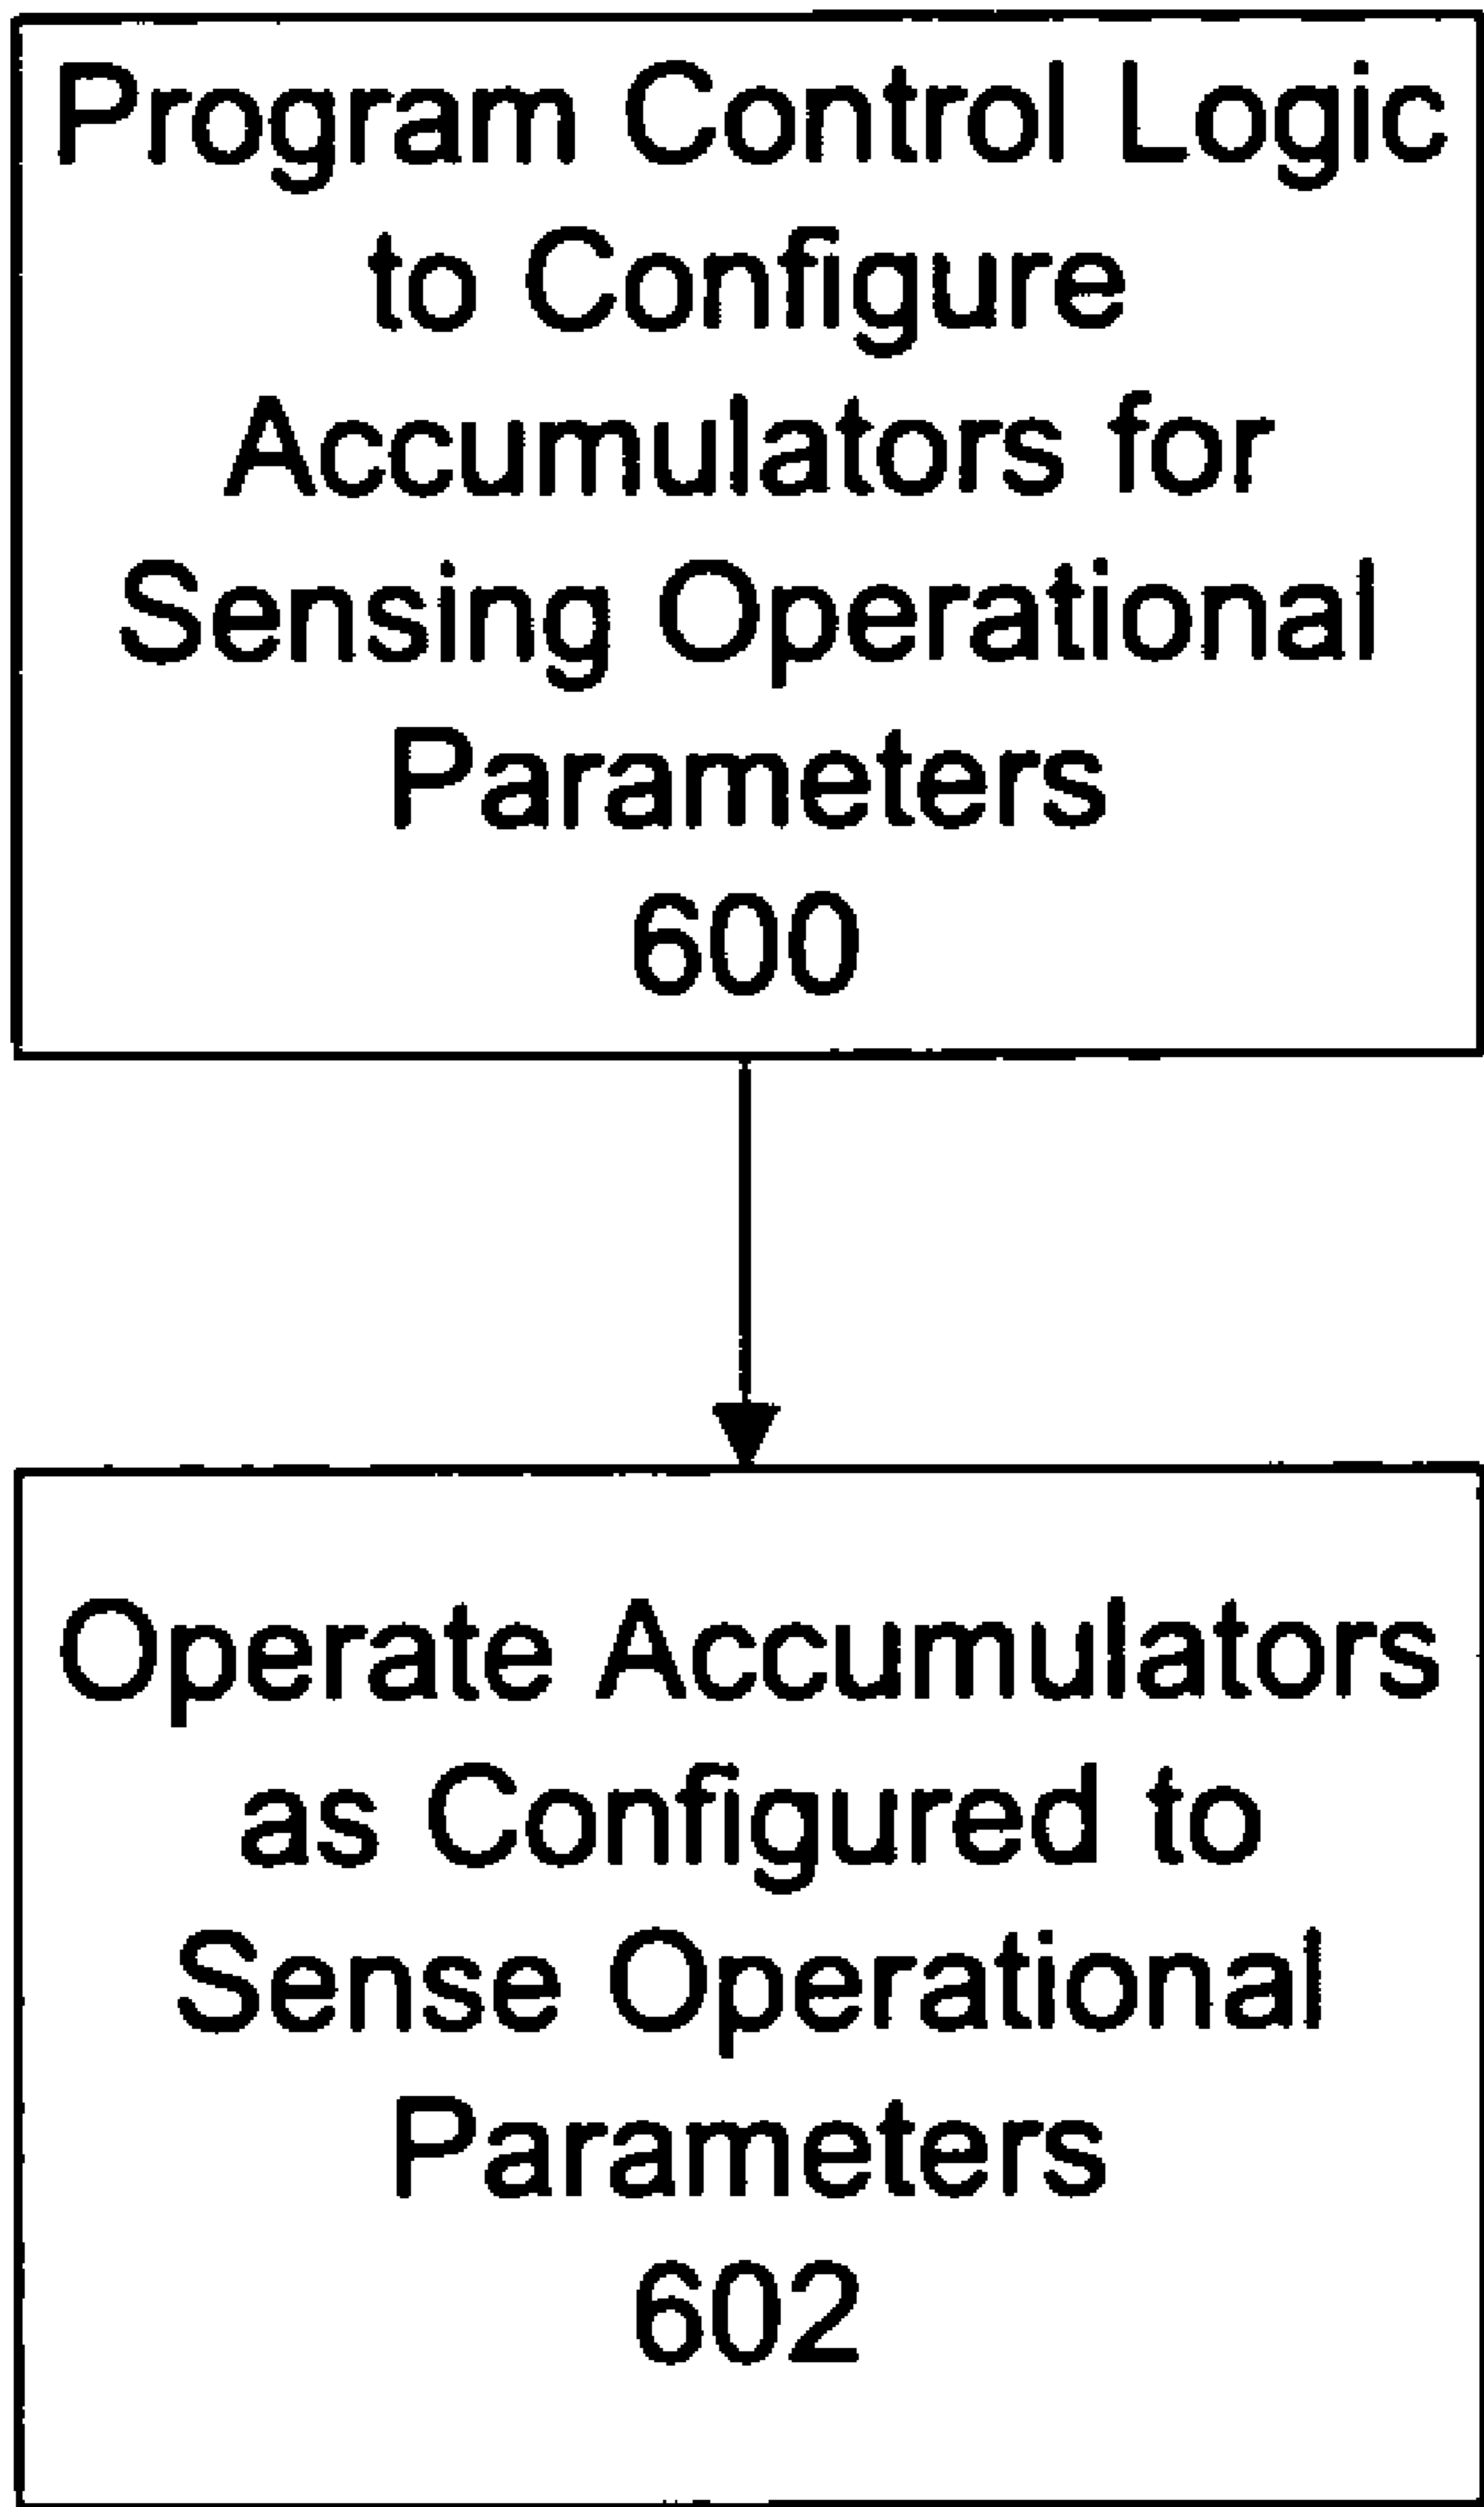 Program Control Logic
to Configure
Accumulators for
Sensing Operational
Parameters
600
Operate Accumulators
as Configured to
Sense Operational
Parameters
602